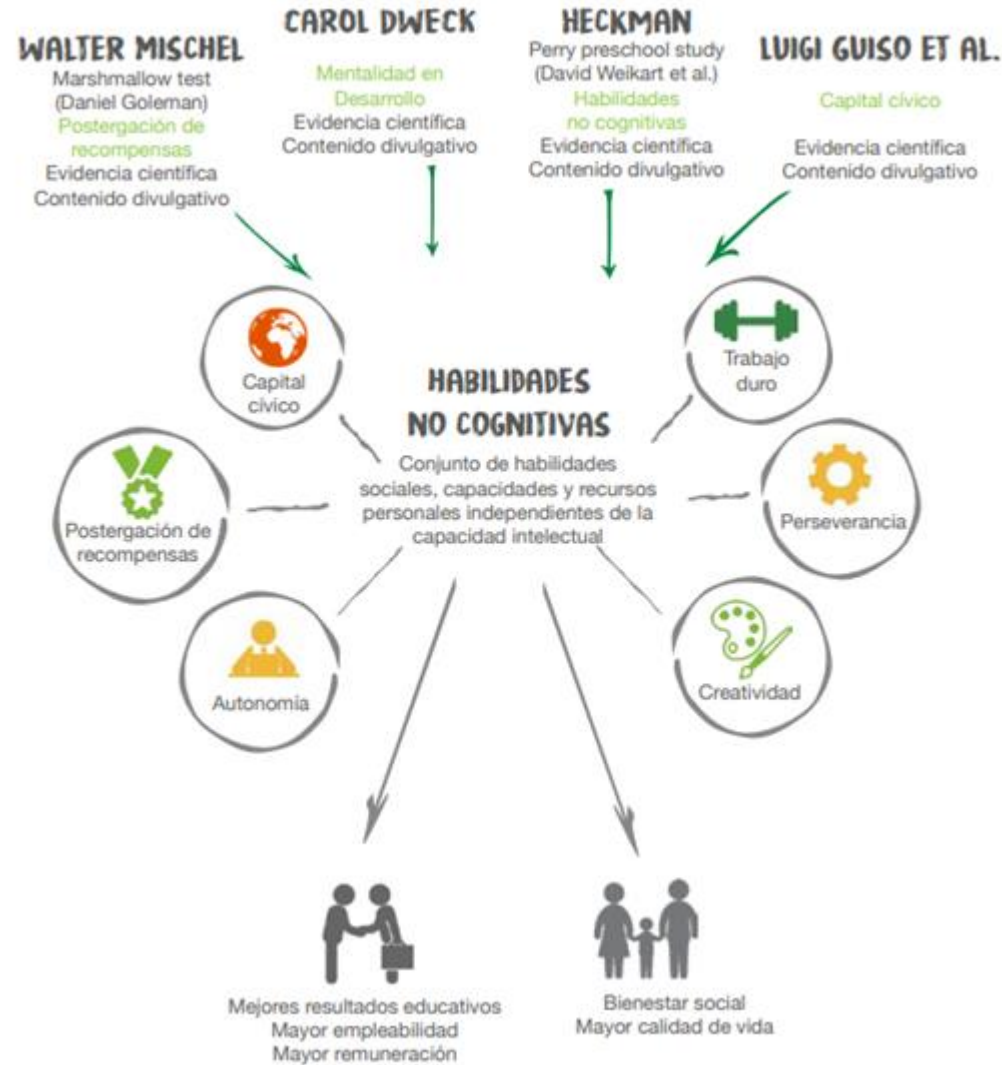 WALTER MISCHEL
Marshmallow test
(Daniel Goleman)
Postergación de
recompensas
Evidencia científica
Contenido divulgativo
CAROL DWECK
Mentalidad en
Desarrollo
Evidencia científica
Contenido divulgativo
HECKMAN
Perry preschool study
(David Weikart et al.)
Habilidades
no cognitivas
Evidencia científica
Contenido divulgativo
LUIGI GUISO ET AL.
Capital cívico
Evidencia científica
Contenido divulgativo
Capital
cívico
Trabajo
duro
HABILIDADES
NO COGNITIVAS
Conjunto de habilidades
sociales, capacidades y recursos
personales independientes de la
capacidad intelectual
Postergación de
recompensas
Perseverancia
Autonomía
Creatividad
Mejores resultados educativos
Mayor empleabilidad
Mayor remuneración
Bienestar social
Mayor calidad de vida